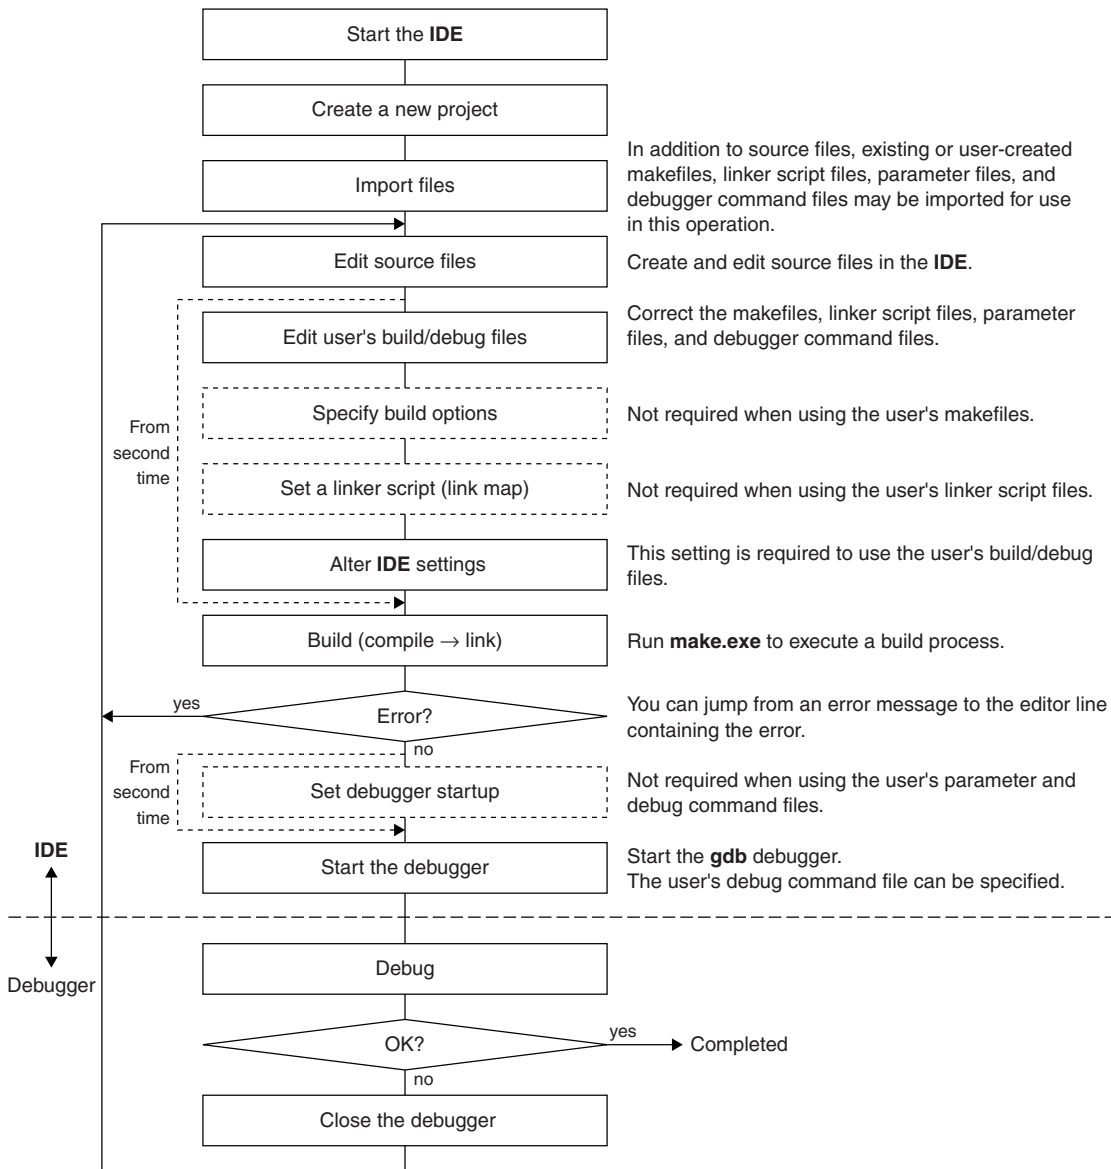 Start the IDE
Create a new project
Import files
In addition to source files, existing or user-created
makefiles, linker script files, parameter files, and
debugger command files may be imported for use
in this operation.
Edit source files
Create and edit source files in the IDE.
Edit user's build/debug files
Correct the makefiles, linker script files, parameter
files, and debugger command files.
Specify build options
Not required when using the user's makefiles.
From
second
time
Set a linker script (link map)
Not required when using the user's linker script files.
Alter IDE settings
This setting is required to use the user's build/debug
files.
Build (compile → link)
Run make.exe to execute a build process.
yes
Error?
You can jump from an error message to the editor line
containing the error.
no
From
second
time
Set debugger startup
Not required when using the user's parameter and
debug command files.
IDE
Start the debugger
Start the gdb debugger.
The user's debug command file can be specified.
Debugger
Debug
OK?
yes
Completed
no
Close the debugger